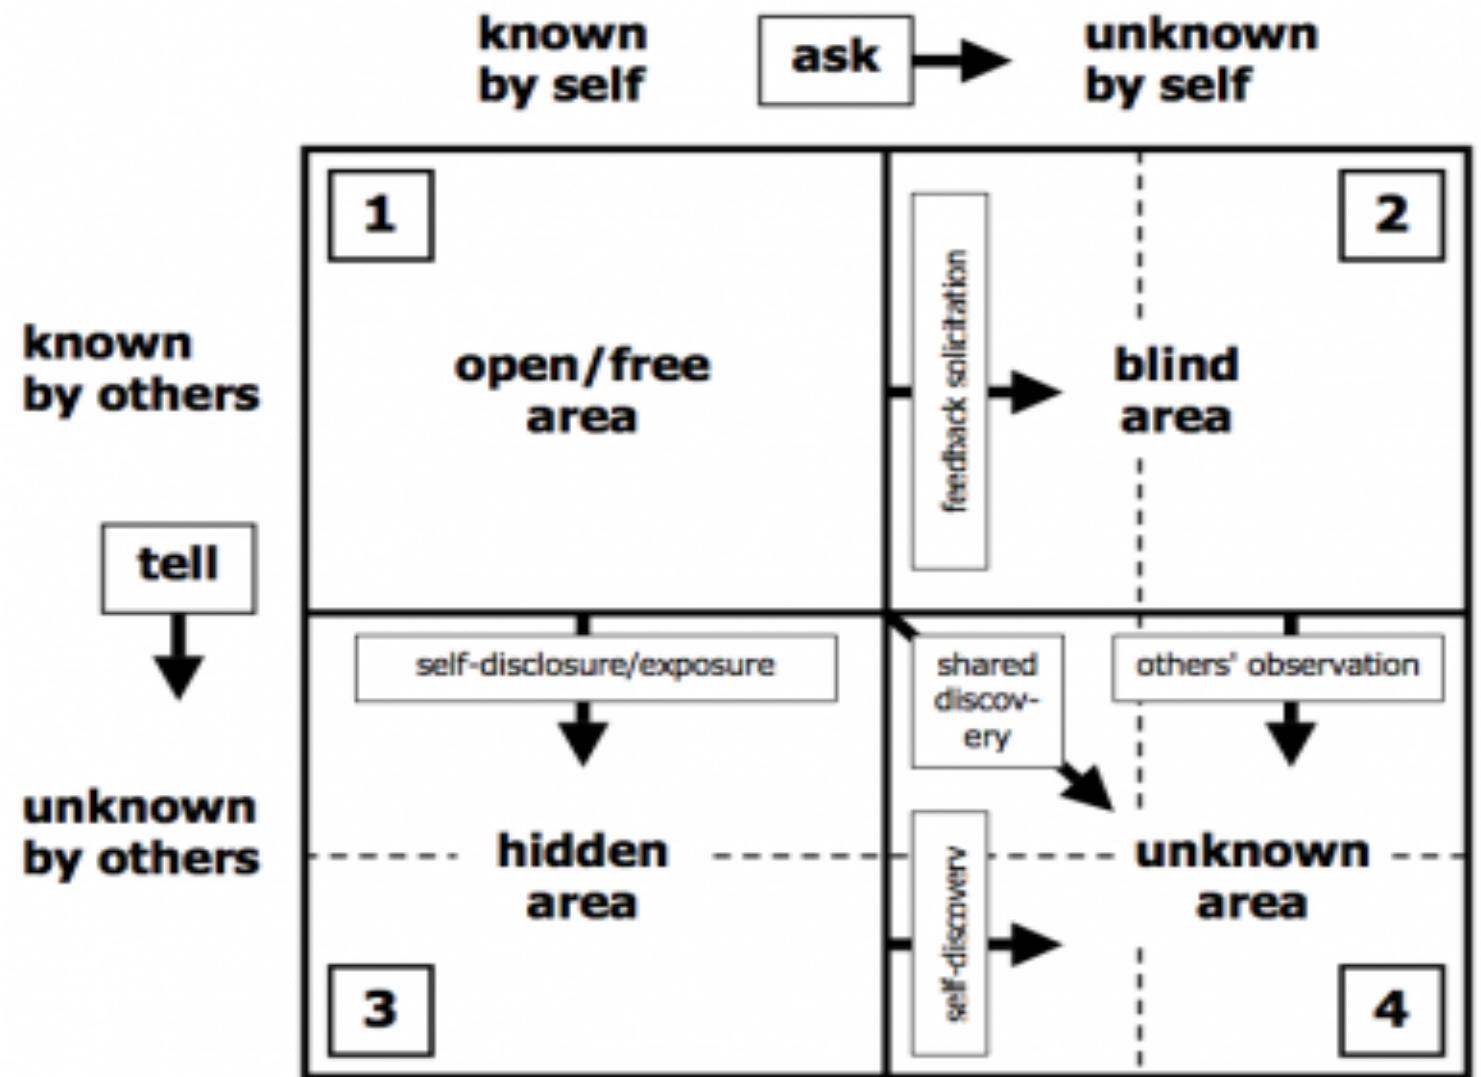 known
by self
ask
unknown
by self
1
2
known
by others
open/free
area
feedback solicitation
blind
area
tell
self-disclosure/exposure
shared
discov-
ery
others' observation
unknown
by others
hidden
area
self-discovery
unknown
area
3
4